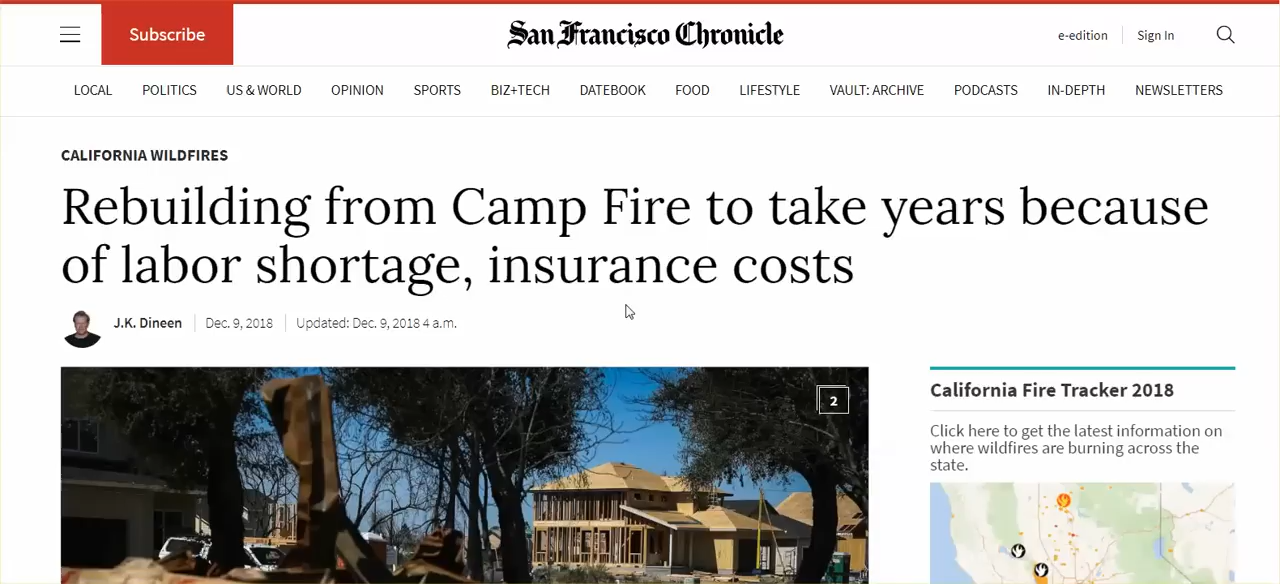 Subscribe
San Francisco Chronicle
e-edition
Sign In
LOCAL POLITICS US & WORLD OPINION SPORTS BIZ+TECH DATEBOOK FOOD LIFESTYLE VAULT: ARCHIVE PODCASTS IN-DEPTH NEWSLETTERS
CALIFORNIA WILDFIRES
Rebuilding from Camp Fire to take years because
of labor shortage, insurance costs
J.K. Dineen Dec. 9, 2018 Updated: Dec. 9, 2018 4 a.m.
2
California Fire Tracker 2018
Click here to get the latest information on
where wildfires are burning across the
state.